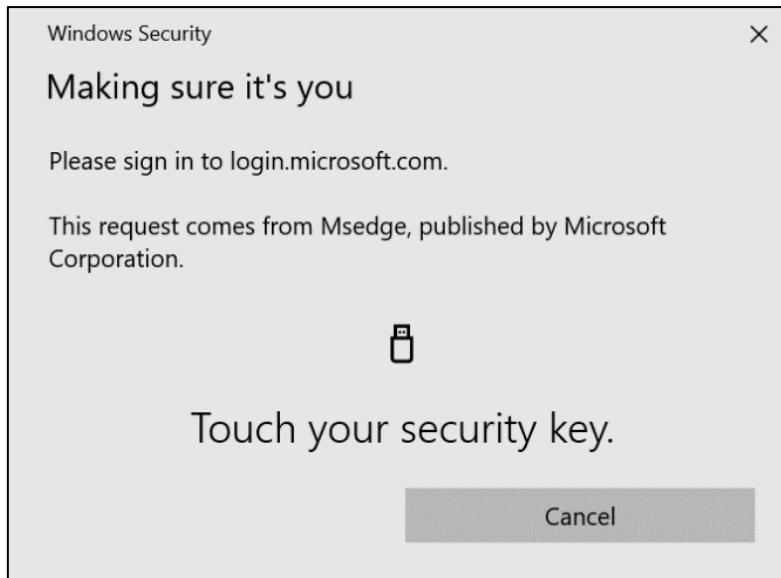 Windows Security
Making sure it's you
Please sign in to login.microsoft.com.
This request comes from Msedge, published by Microsoft
Corporation.
Touch your security key.
Cancel